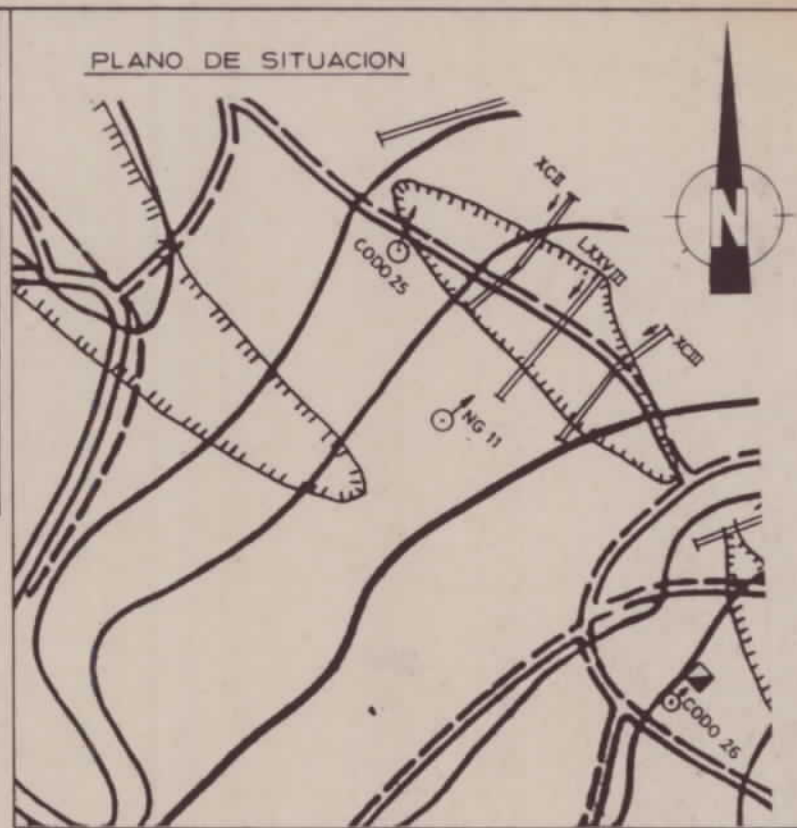 PLANO DE SITUACION
N
XCII
CODO 25
LXXVIII
XCIII
NG 11
CODO 26